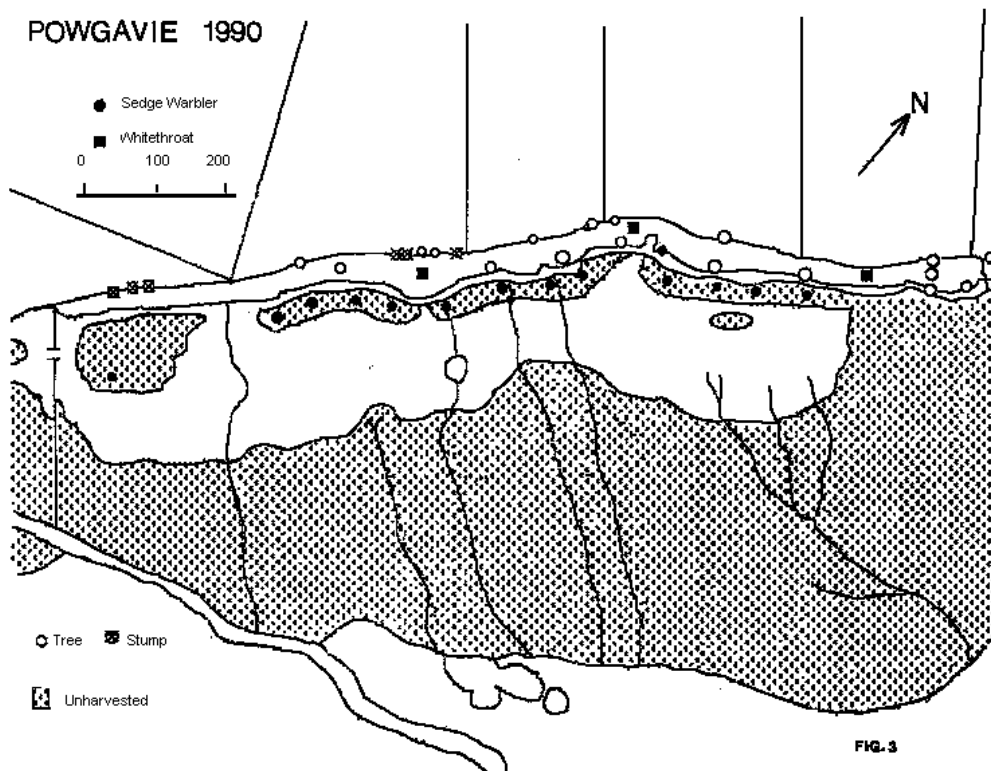 POWGAVIE 1990
Sedge Warbler
Whitethroat
0 100 200
N
Tree Stump
Unharvested
FIG. 3